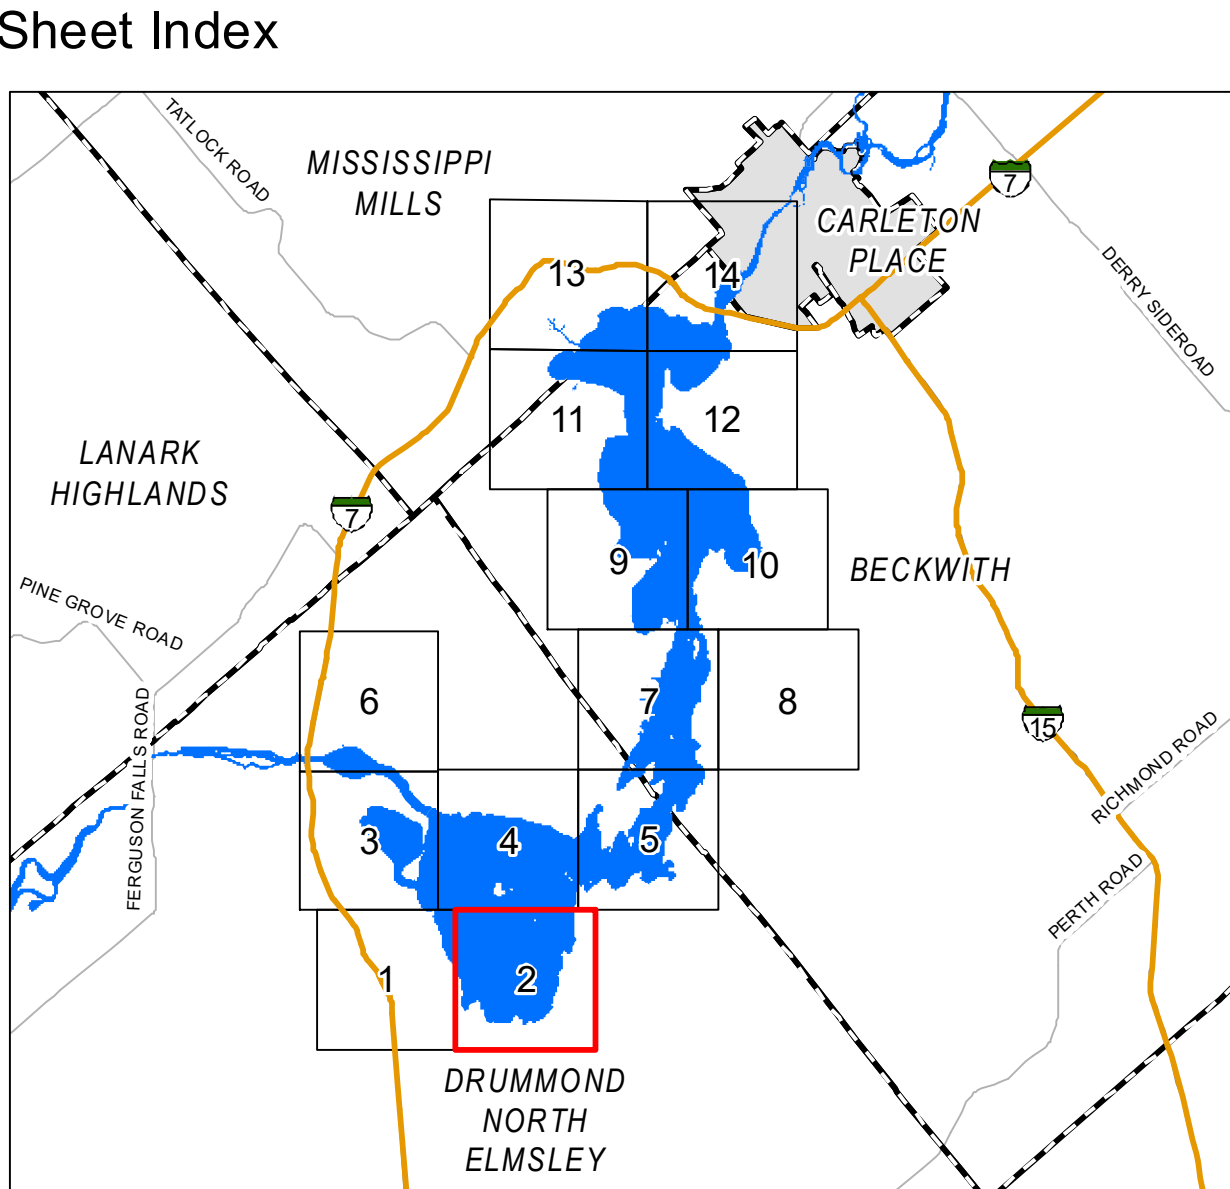 Sheet Index
TATLOCK ROAD
MISSISSIPPI
MILLS
7
CARLETON
PLACE
DERRY SIDEROAD
13
14
11
12
LANARK
HIGHLANDS
7
9
10
BECKWITH
PINE GROVE ROAD
6
7
8
15
FERGUSON FALLS ROAD
RICHMOND ROAD
3
4
5
PERTH ROAD
1
2
DRUMMOND
NORTH
ELMSLEY